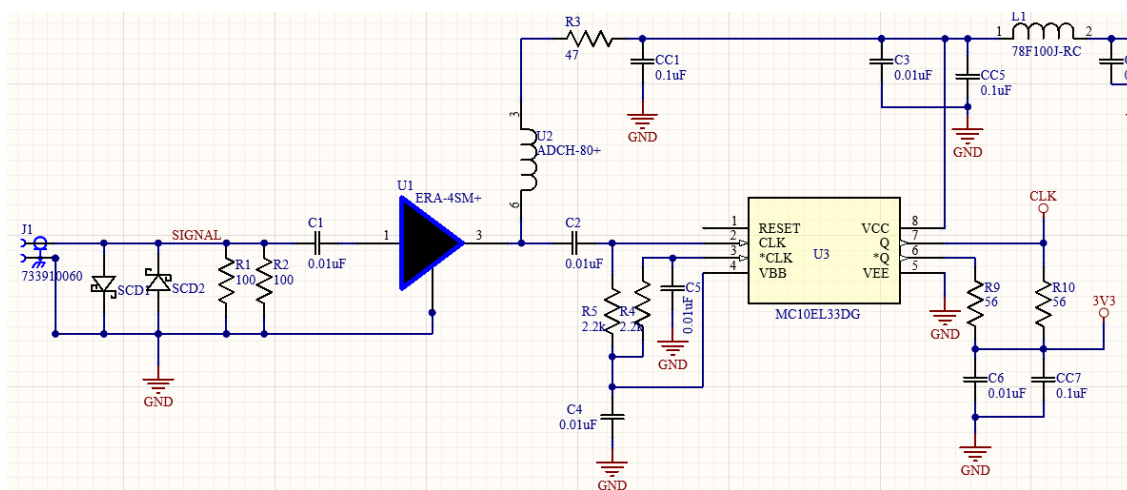 L1
R3
1
2
78F100J-RC
47
CC1
0.1uF
C3
0.01uF
CC5
0.1uF
GND
GND
3
U2
ADCH-80+
6
U1
ERA-4SM+
J1
733910060
SIGNAL
C1
0.01uF
1
3
C2
0.01uF
SCD1
SCD2
R1
100
R2
100
GND
1
2
3
4
RESET
CLK
*CLK
VBB
U3
VCC
Q
*Q
VEE
8
7
6
5
MC10EL33DG
CLK
R5
2.2k
R4
2.2k
C5
0.01uF
GND
GND
R9
56
R10
56
3V3
C4
0.01uF
GND
C6
0.01uF
CC7
0.1uF
GND